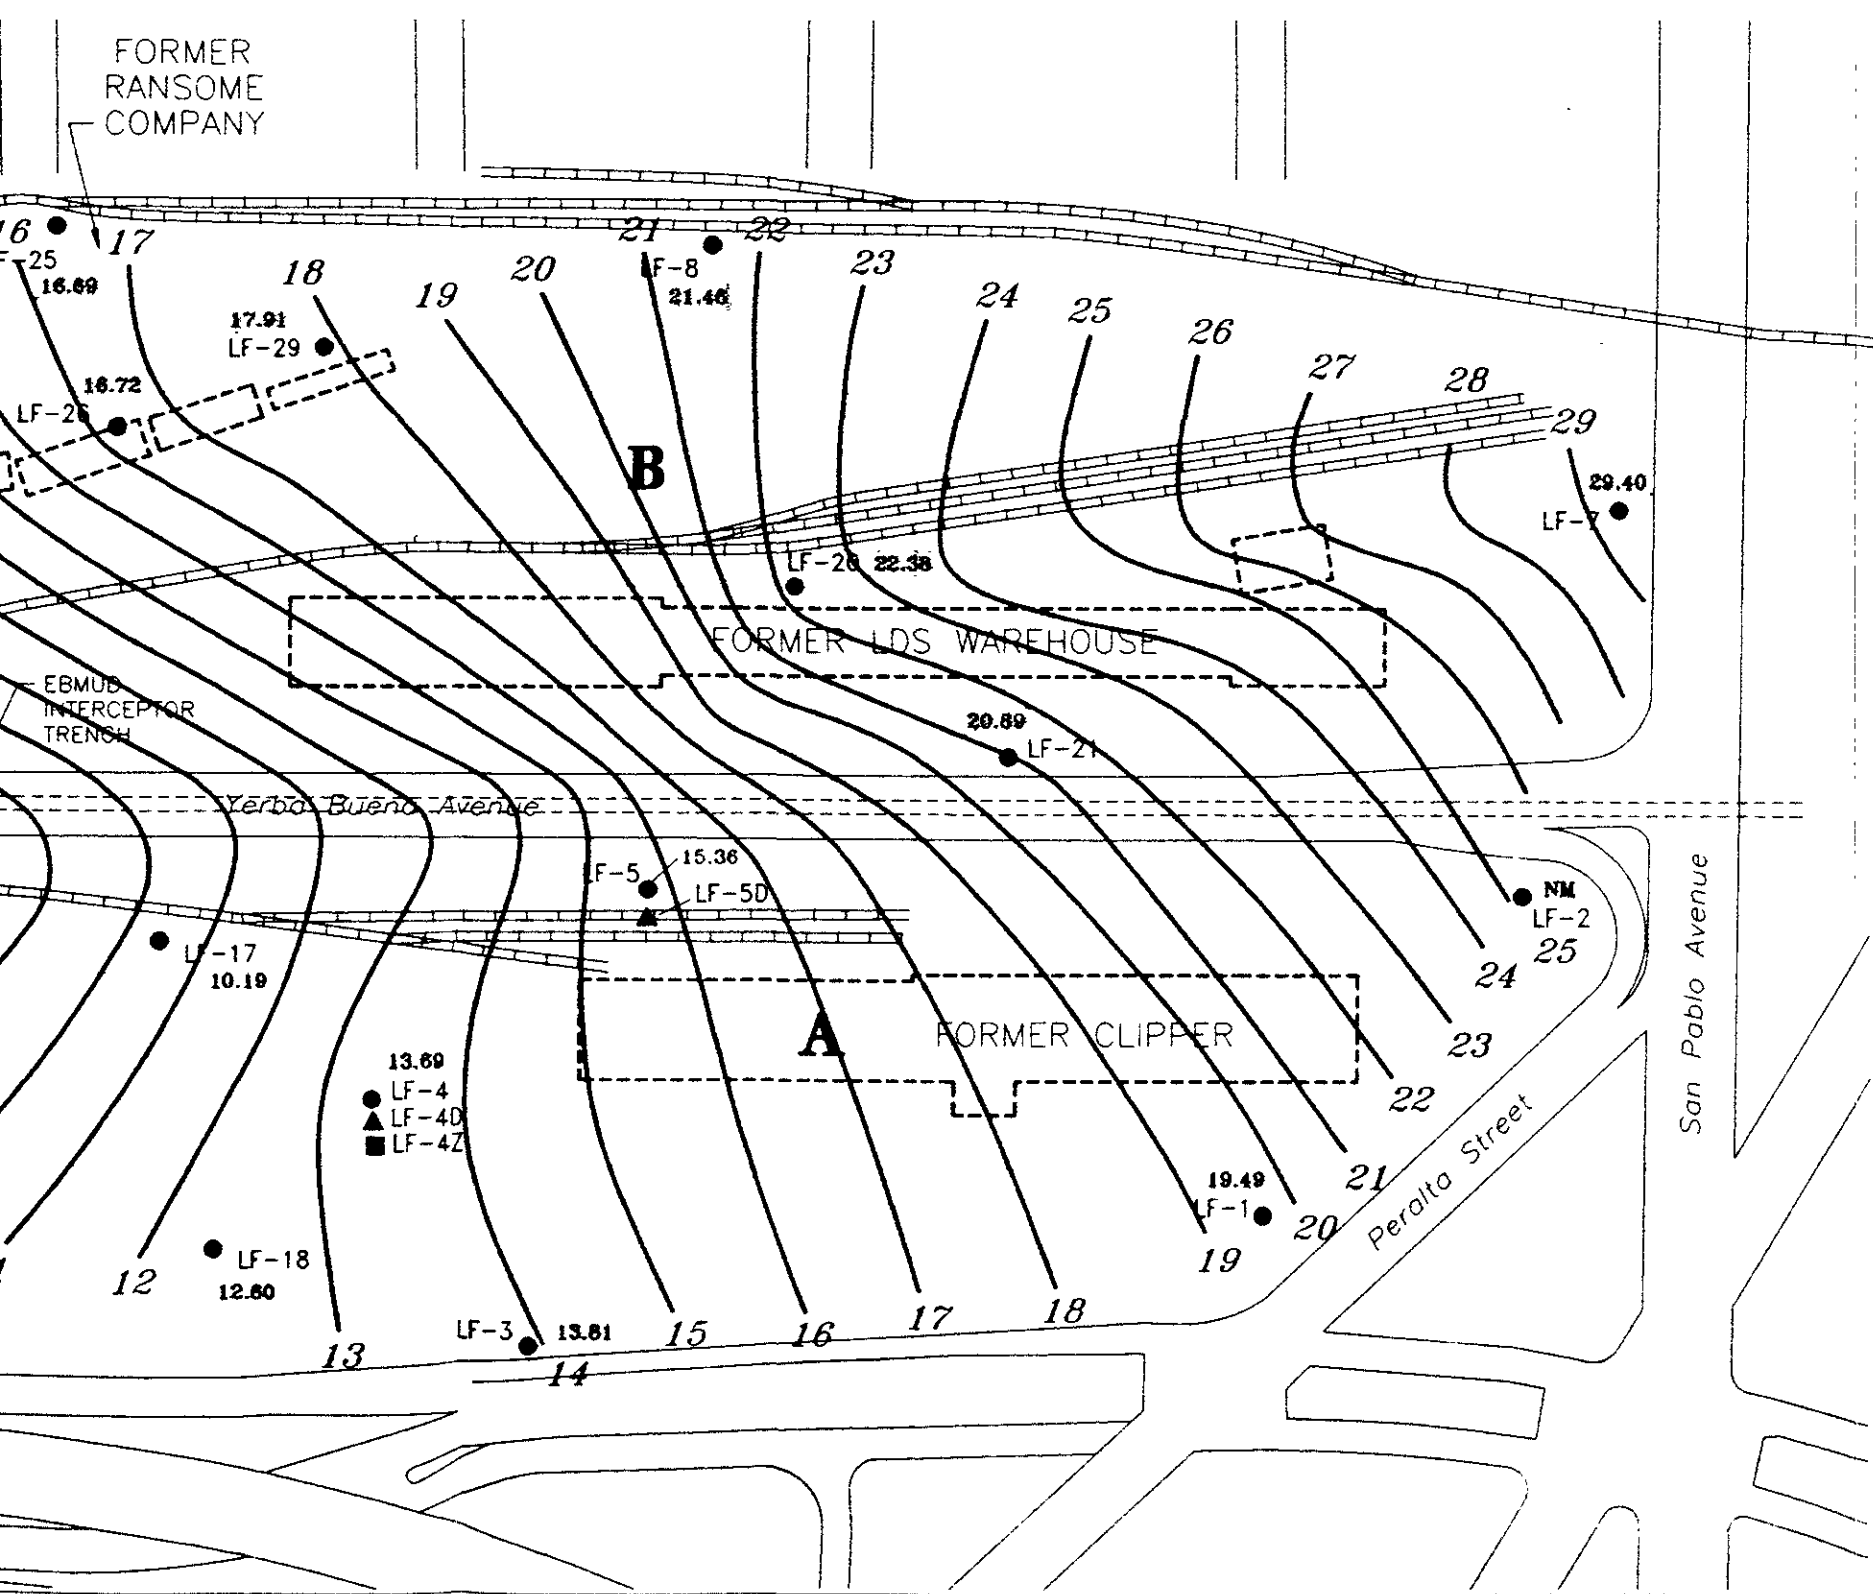 FORMER
RANSOME
COMPANY
16
17
18
19
20
21
22
23
24
25
26
27
28
29
F-25
16.69
17.91
LF-29
16.72
LF-26
LF-8
21.46
B
29.40
LF-7
LF-20 22.38
FORMER LDS WAREHOUSE
EBMUD
INTERCEPTOR
TRENCH
20.89
LF-21
Yerba Buena Avenue
LF-5
15.36
LF-5D
NM
LF-2
25
24
23
22
21
20
19
18
17
16
15
14
13
12
LF-17
10.19
A
FORMER CLIPPER
13.69
LF-4
LF-4D
LF-4Z
19.49
LF-1
LF-18
12.60
LF-3
13.81
Peralta Street
San Pablo Avenue